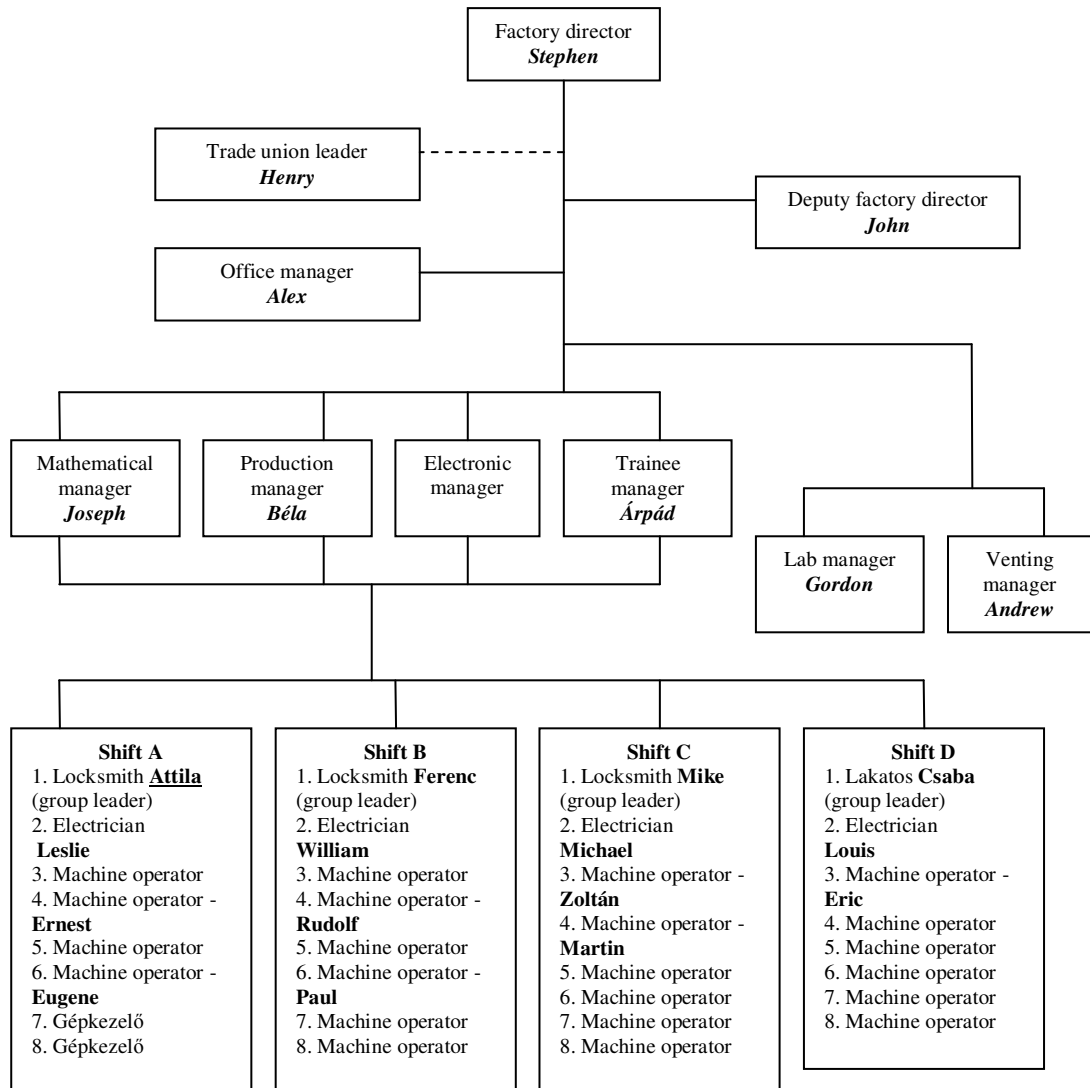 Factory director
Stephen
Trade union leader
Henry
Deputy factory director
John
Office manager
Alex
Mathematical
manager
Joseph
Production
manager
Béla
Electronic
manager
Trainee
manager
Árpád
Lab manager
Gordon
Venting
manager
Andrew
Shift A
1. Locksmith Attila
(group leader)
2. Electrician
Leslie
3. Machine operator
4. Machine operator -
Ernest
5. Machine operator
6. Machine operator -
Eugene
7. Gépkezelő
8. Gépkezelő
Shift B
1. Locksmith Ferenc
(group leader)
2. Electrician
William
3. Machine operator
4. Machine operator -
Rudolf
5. Machine operator
6. Machine operator -
Paul
7. Machine operator
8. Machine operator
Shift C
1. Locksmith Mike
(group leader)
2. Electrician
Michael
3. Machine operator -
Zoltán
4. Machine operator -
Martin
5. Machine operator
6. Machine operator
7. Machine operator
8. Machine operator
Shift D
1. Lakatos Csaba
(group leader)
2. Electrician
Louis
3. Machine operator -
Eric
4. Machine operator
5. Machine operator
6. Machine operator
7. Machine operator
8. Machine operator